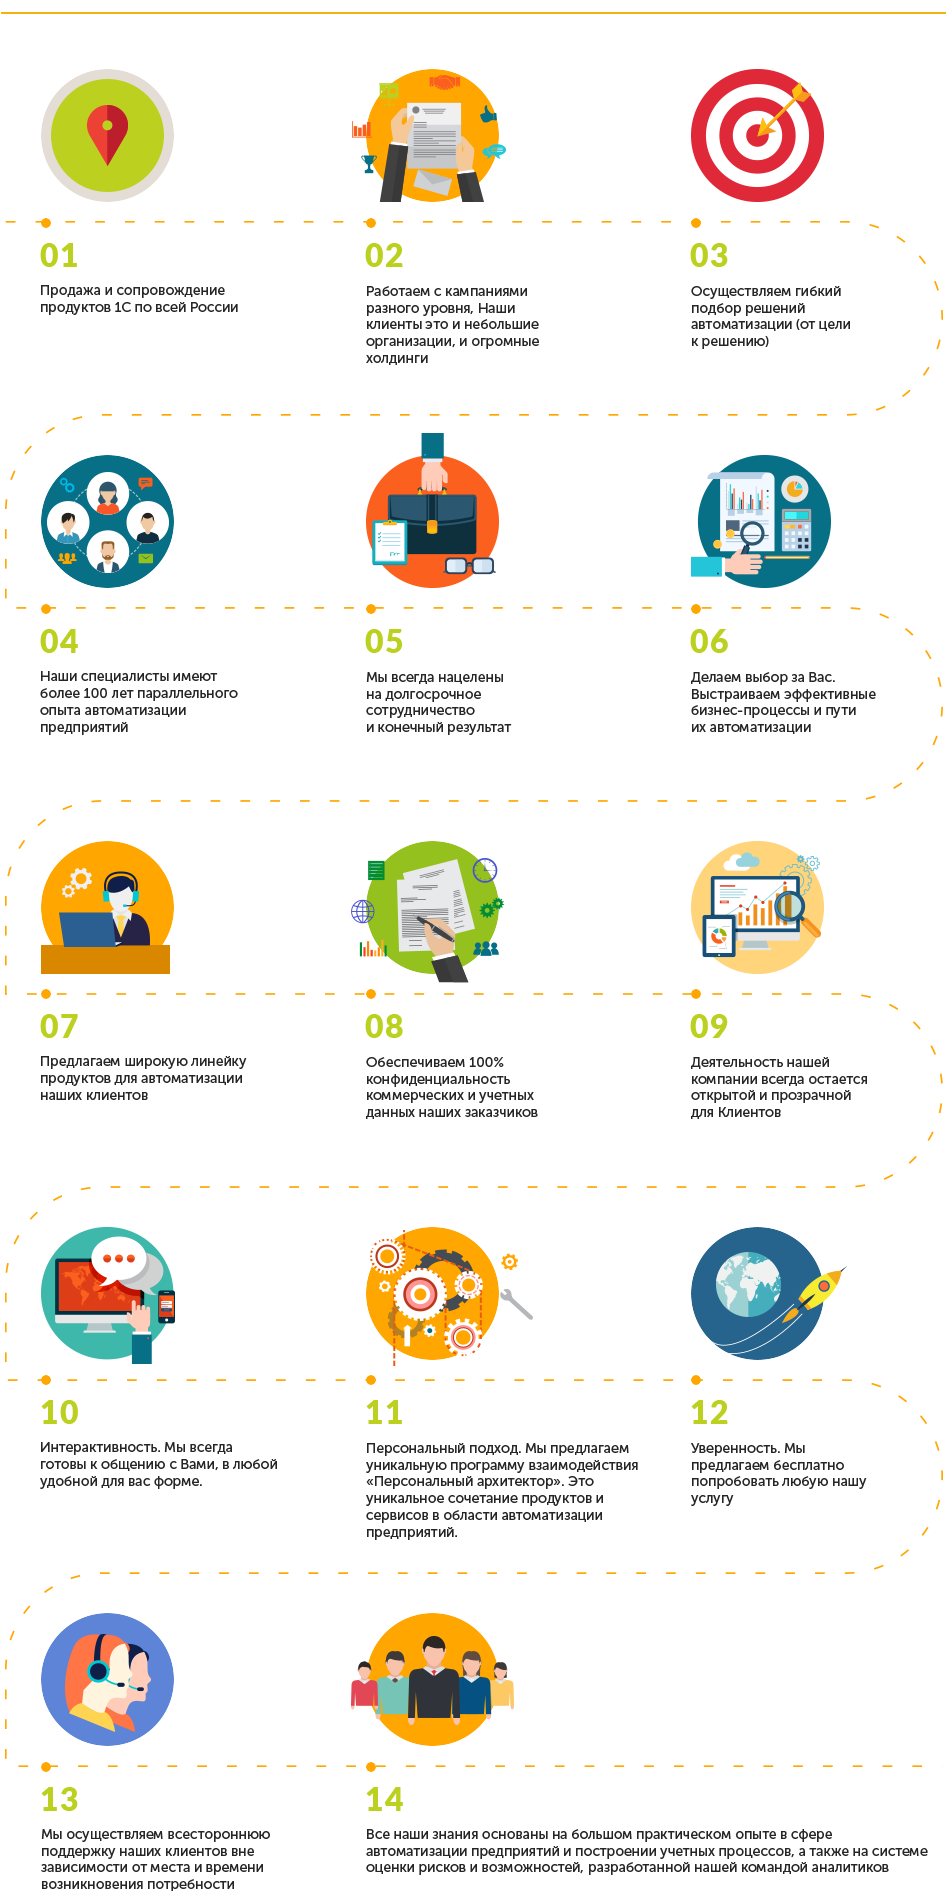 01
Продажа и сопровождение
продуктов 1С по всей России
02
Работаем с кампаниями
разного уровня, Наши
клиенты это и небольшие
организации, и огромные
холдинги
03
Осуществляем гибкий
подбор решений
автоматизации (от цели
к решению)
04
Наши специалисты имеют
более 100 лет параллельного
опыта автоматизации
предприятий
05
Мы всегда нацелены
на долгосрочное
сотрудничество
и конечный результат
06
Делаем выбор за Вас.
Выстраиваем эффективные
бизнес-процессы и пути
их автоматизации
07
Предлагаем широкую линейку
продуктов для автоматизации
наших клиентов
08
Обеспечиваем 100%
конфиденциальность
коммерческих и учетных
данных наших заказчиков
09
Деятельность нашей
компании всегда остается
открытой и прозрачной
для Клиентов
10
Интерактивность. Мы всегда
готовы к общению с Вами, в любой
удобной для вас форме.
11
Персональный подход. Мы предлагаем
уникальную программу взаимодействия
«Персональный архитектор». Это
уникальное сочетание продуктов и
сервисов в области автоматизации
предприятий.
12
Уверенность. Мы
предлагаем бесплатно
попробовать любую нашу
услугу
13
Мы осуществляем всестороннюю
поддержку наших клиентов вне
зависимости от места и времени
возникновения потребности
14
Все наши знания основаны на большом практическом опыте в сфере
автоматизации предприятий и построении учетных процессов, а также на системе
оценки рисков и возможностей, разработанной нашей командой аналитиков